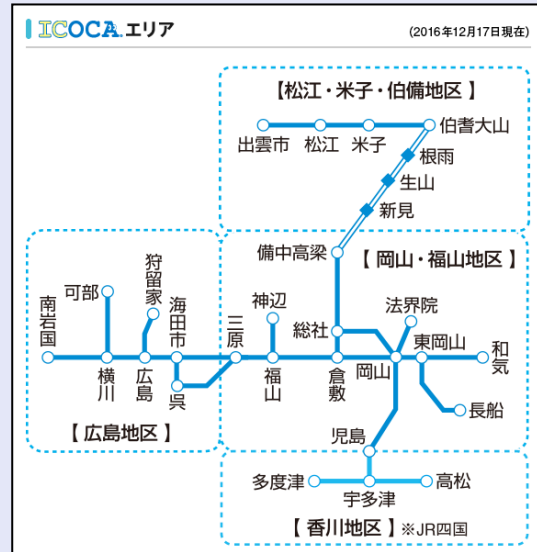 ICOCAエリア
(2016年12月17日現在)
【松江・米子・伯備地区】
出雲市
松江
米子
伯耆大山
根雨
生山
新見
備中高梁
【岡山・福山地区】
狩留家
可部
南岩国
海田市
三原
神辺
総社
法界院
東岡山
和気
横川
広島
呉
福山
倉敷
岡山
長船
【広島地区】
児島
多度津
宇多津
高松
【香川地区】※JR四国